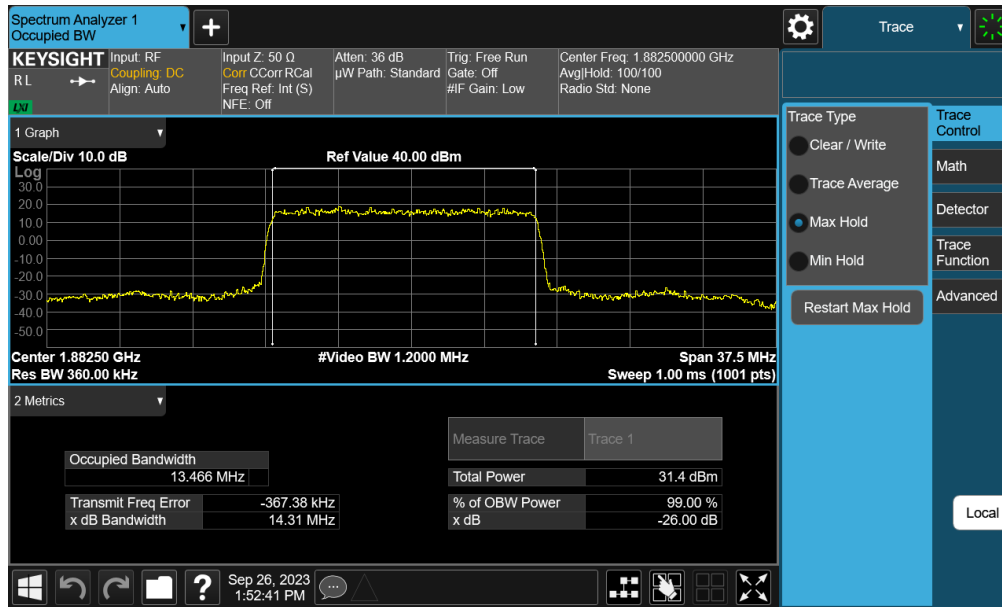 Spectrum Analyzer 1
Occupied BW
Trace
KEYSIGHT Input: RF Input Z: 50 Ω Atten: 36 dB Trig: Free Run Center Freq: 1.882500000 GHz
RL Coupling: DC Corr CCorr RCal µW Path: Standard Gate: Off Avg|Hold: 100/100
Align: Auto Freq Ref: Int (S) #IF Gain: Low Radio Std: None
LXI NFE: Off
1 Graph
Scale/Div 10.0 dB Ref Value 40.00 dBm
Log
30.0
20.0
10.0
0.00
-10.0
-20.0
-30.0
-40.0
-50.0
Center 1.88250 GHz #Video BW 1.2000 MHz Span 37.5 MHz
Res BW 360.00 kHz Sweep 1.00 ms (1001 pts)
2 Metrics
Measure Trace Trace 1
Occupied Bandwidth
13.466 MHz
Total Power 31.4 dBm
Transmit Freq Error -367.38 kHz % of OBW Power 99.00 %
x dB Bandwidth 14.31 MHz x dB -26.00 dB
Sep 26, 2023
1:52:41 PM
Trace Type
Clear / Write
Trace Average
Max Hold
Min Hold
Restart Max Hold
Trace
Control
Math
Detector
Trace
Function
Advanced
Local